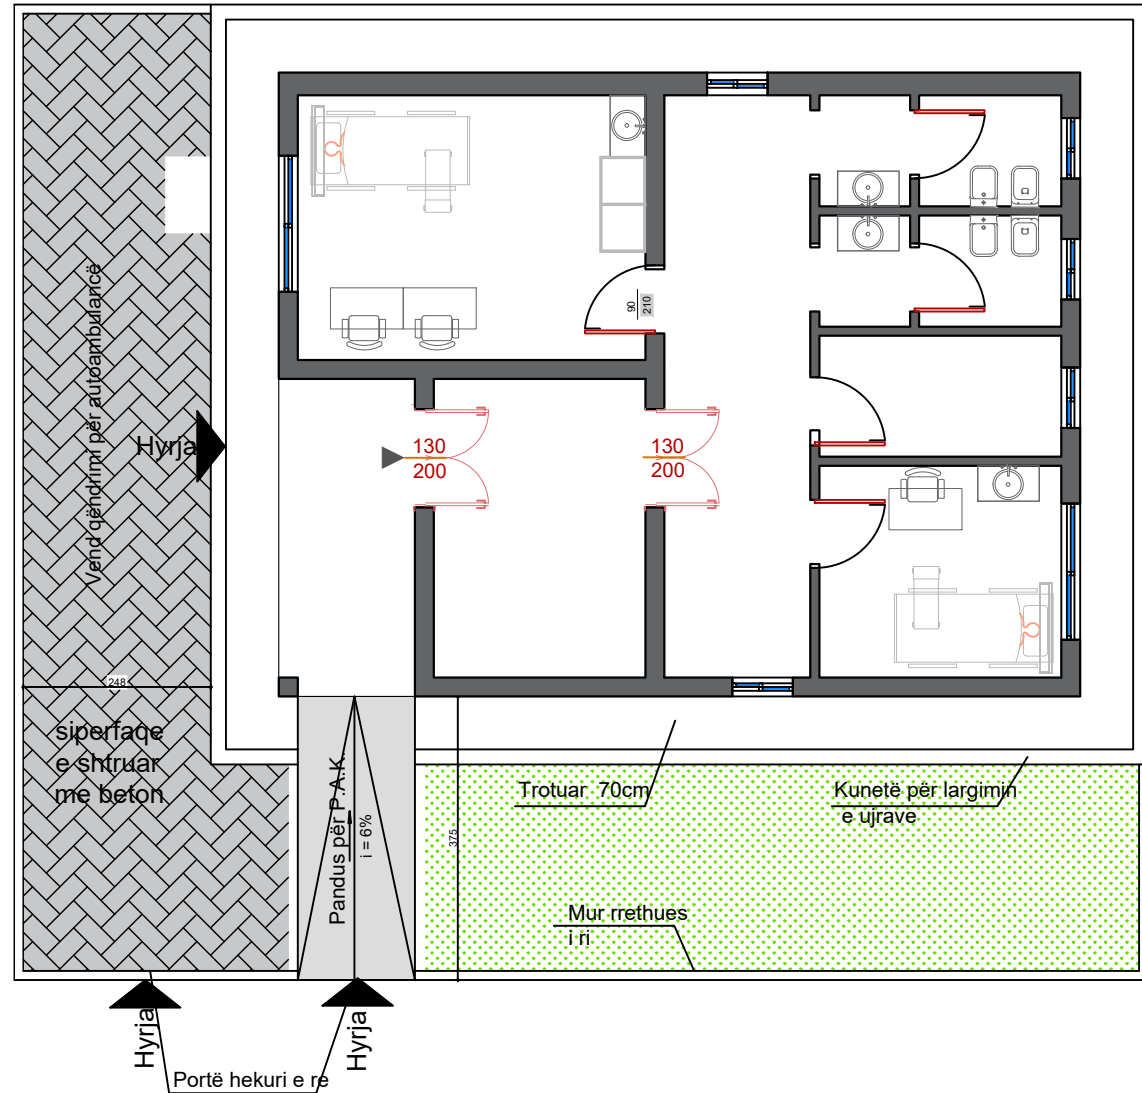 90
210
Vend qëndrimi për autoambulancë
Hyrja
130
200
130
200
248
siperfaqe
e shtruar
me beton
Pandus për P.A.K.
i = 6%
375
Trotuar 70cm
Kunetë për largimin
e ujrave
Mur rrethues
i ri
Hyrja
Hyrja
Portë hekuri e re